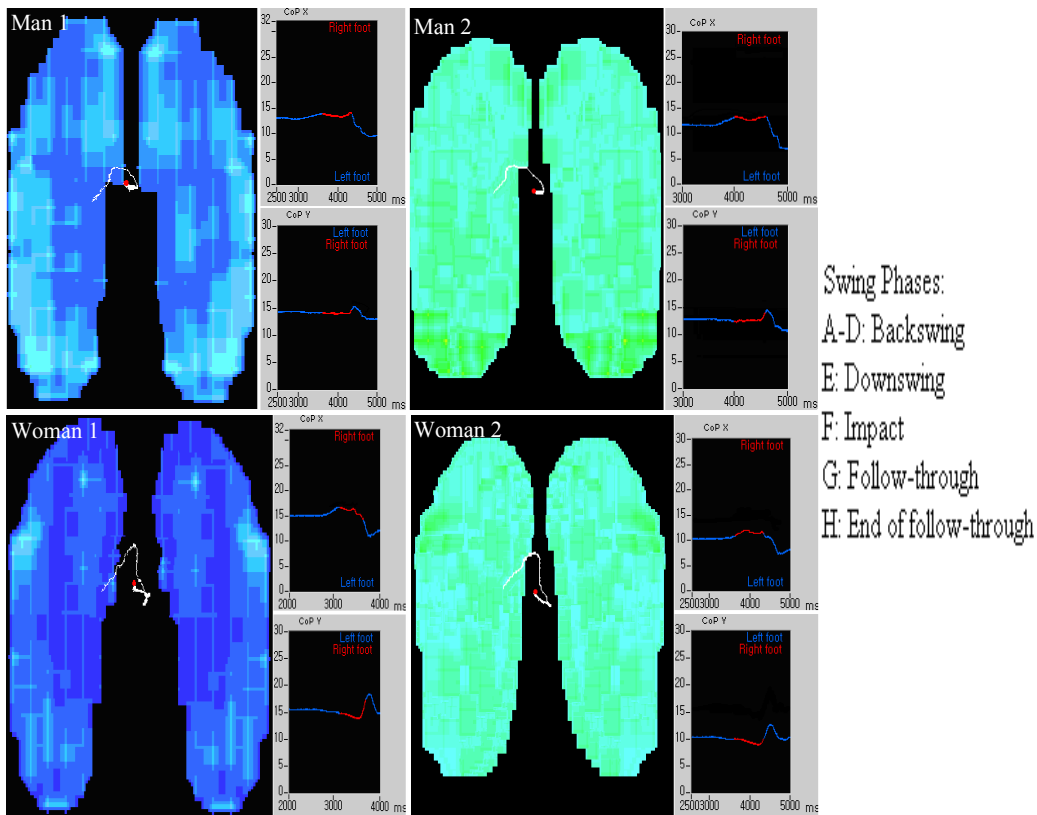 Man 1
CoP X
32
Right foot
25
20
15
10
5
0
Left foot
2500 3000 4000 5000 ms
CoP Y
30
Left foot
Right foot
25
20
15
10
5
0
2500 3000 4000 5000 ms
Man 2
CoP X
30
Right foot
25
20
15
10
5
0
Left foot
3000 4000 5000 ms
CoP Y
30
Left foot
Right foot
25
20
15
10
5
0
3000 4000 5000 ms
Woman 1
CoP X
32
Right foot
25
20
15
10
5
0
Left foot
2000 3000 4000 ms
CoP Y
30
Left foot
Right foot
25
20
15
10
5
0
2000 3000 4000 ms
Woman 2
CoP X
30
Right foot
25
20
15
10
5
0
Left foot
2500 3000 4000 5000 ms
CoP Y
30
Left foot
Right foot
25
20
15
10
5
0
2500 3000 4000 5000 ms
Swing Phases:
A-D: Backswing
E: Downswing
F: Impact
G: Follow-through
H: End of follow-through